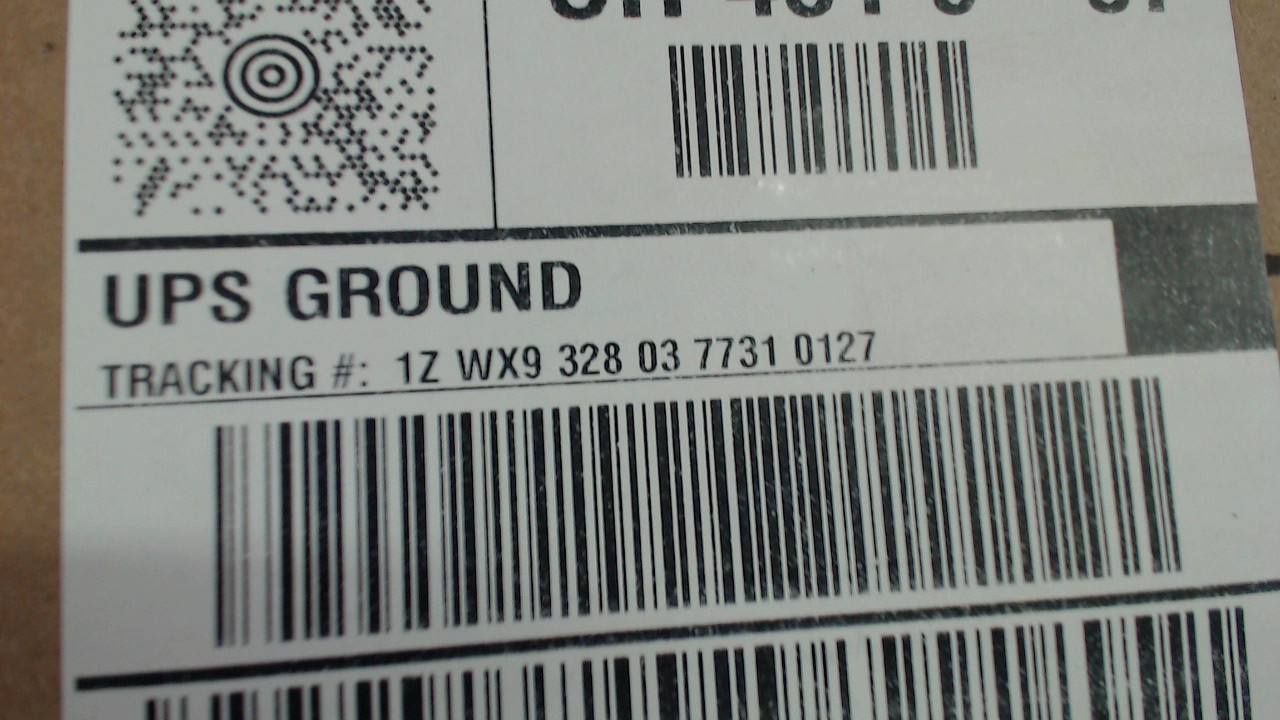 UPS GROUND
TRACKING #: 1Z WX9 328 03 7731 0127